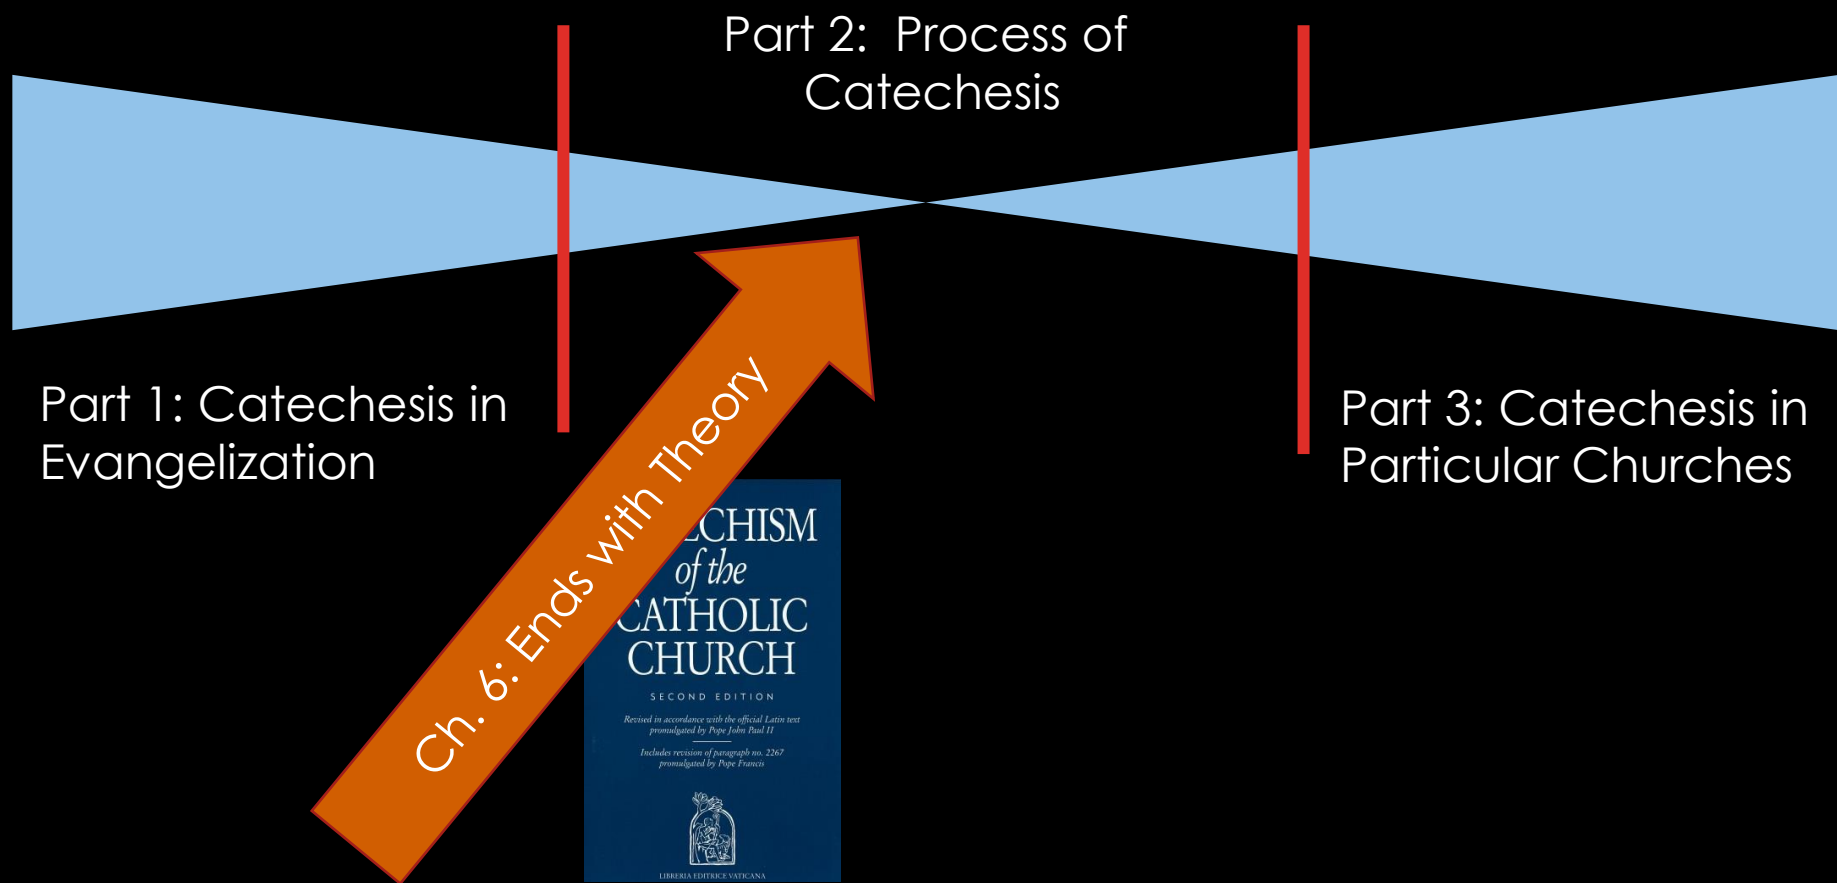 Part 2: Process of
Catechesis
Part 1: Catechesis in
Evangelization
Part 3: Catechesis in
Particular Churches
Ch. 6: Ends with Theory
CHISM
of the
CATHOLIC
CHURCH
SECOND EDITION
Revised in accordance with the official Latin text
promulgated by Pope John Paul II
Includes revision of paragraph no. 2267
promulgated by Pope Francis
LIBRERIA EDITRICE VATICANA